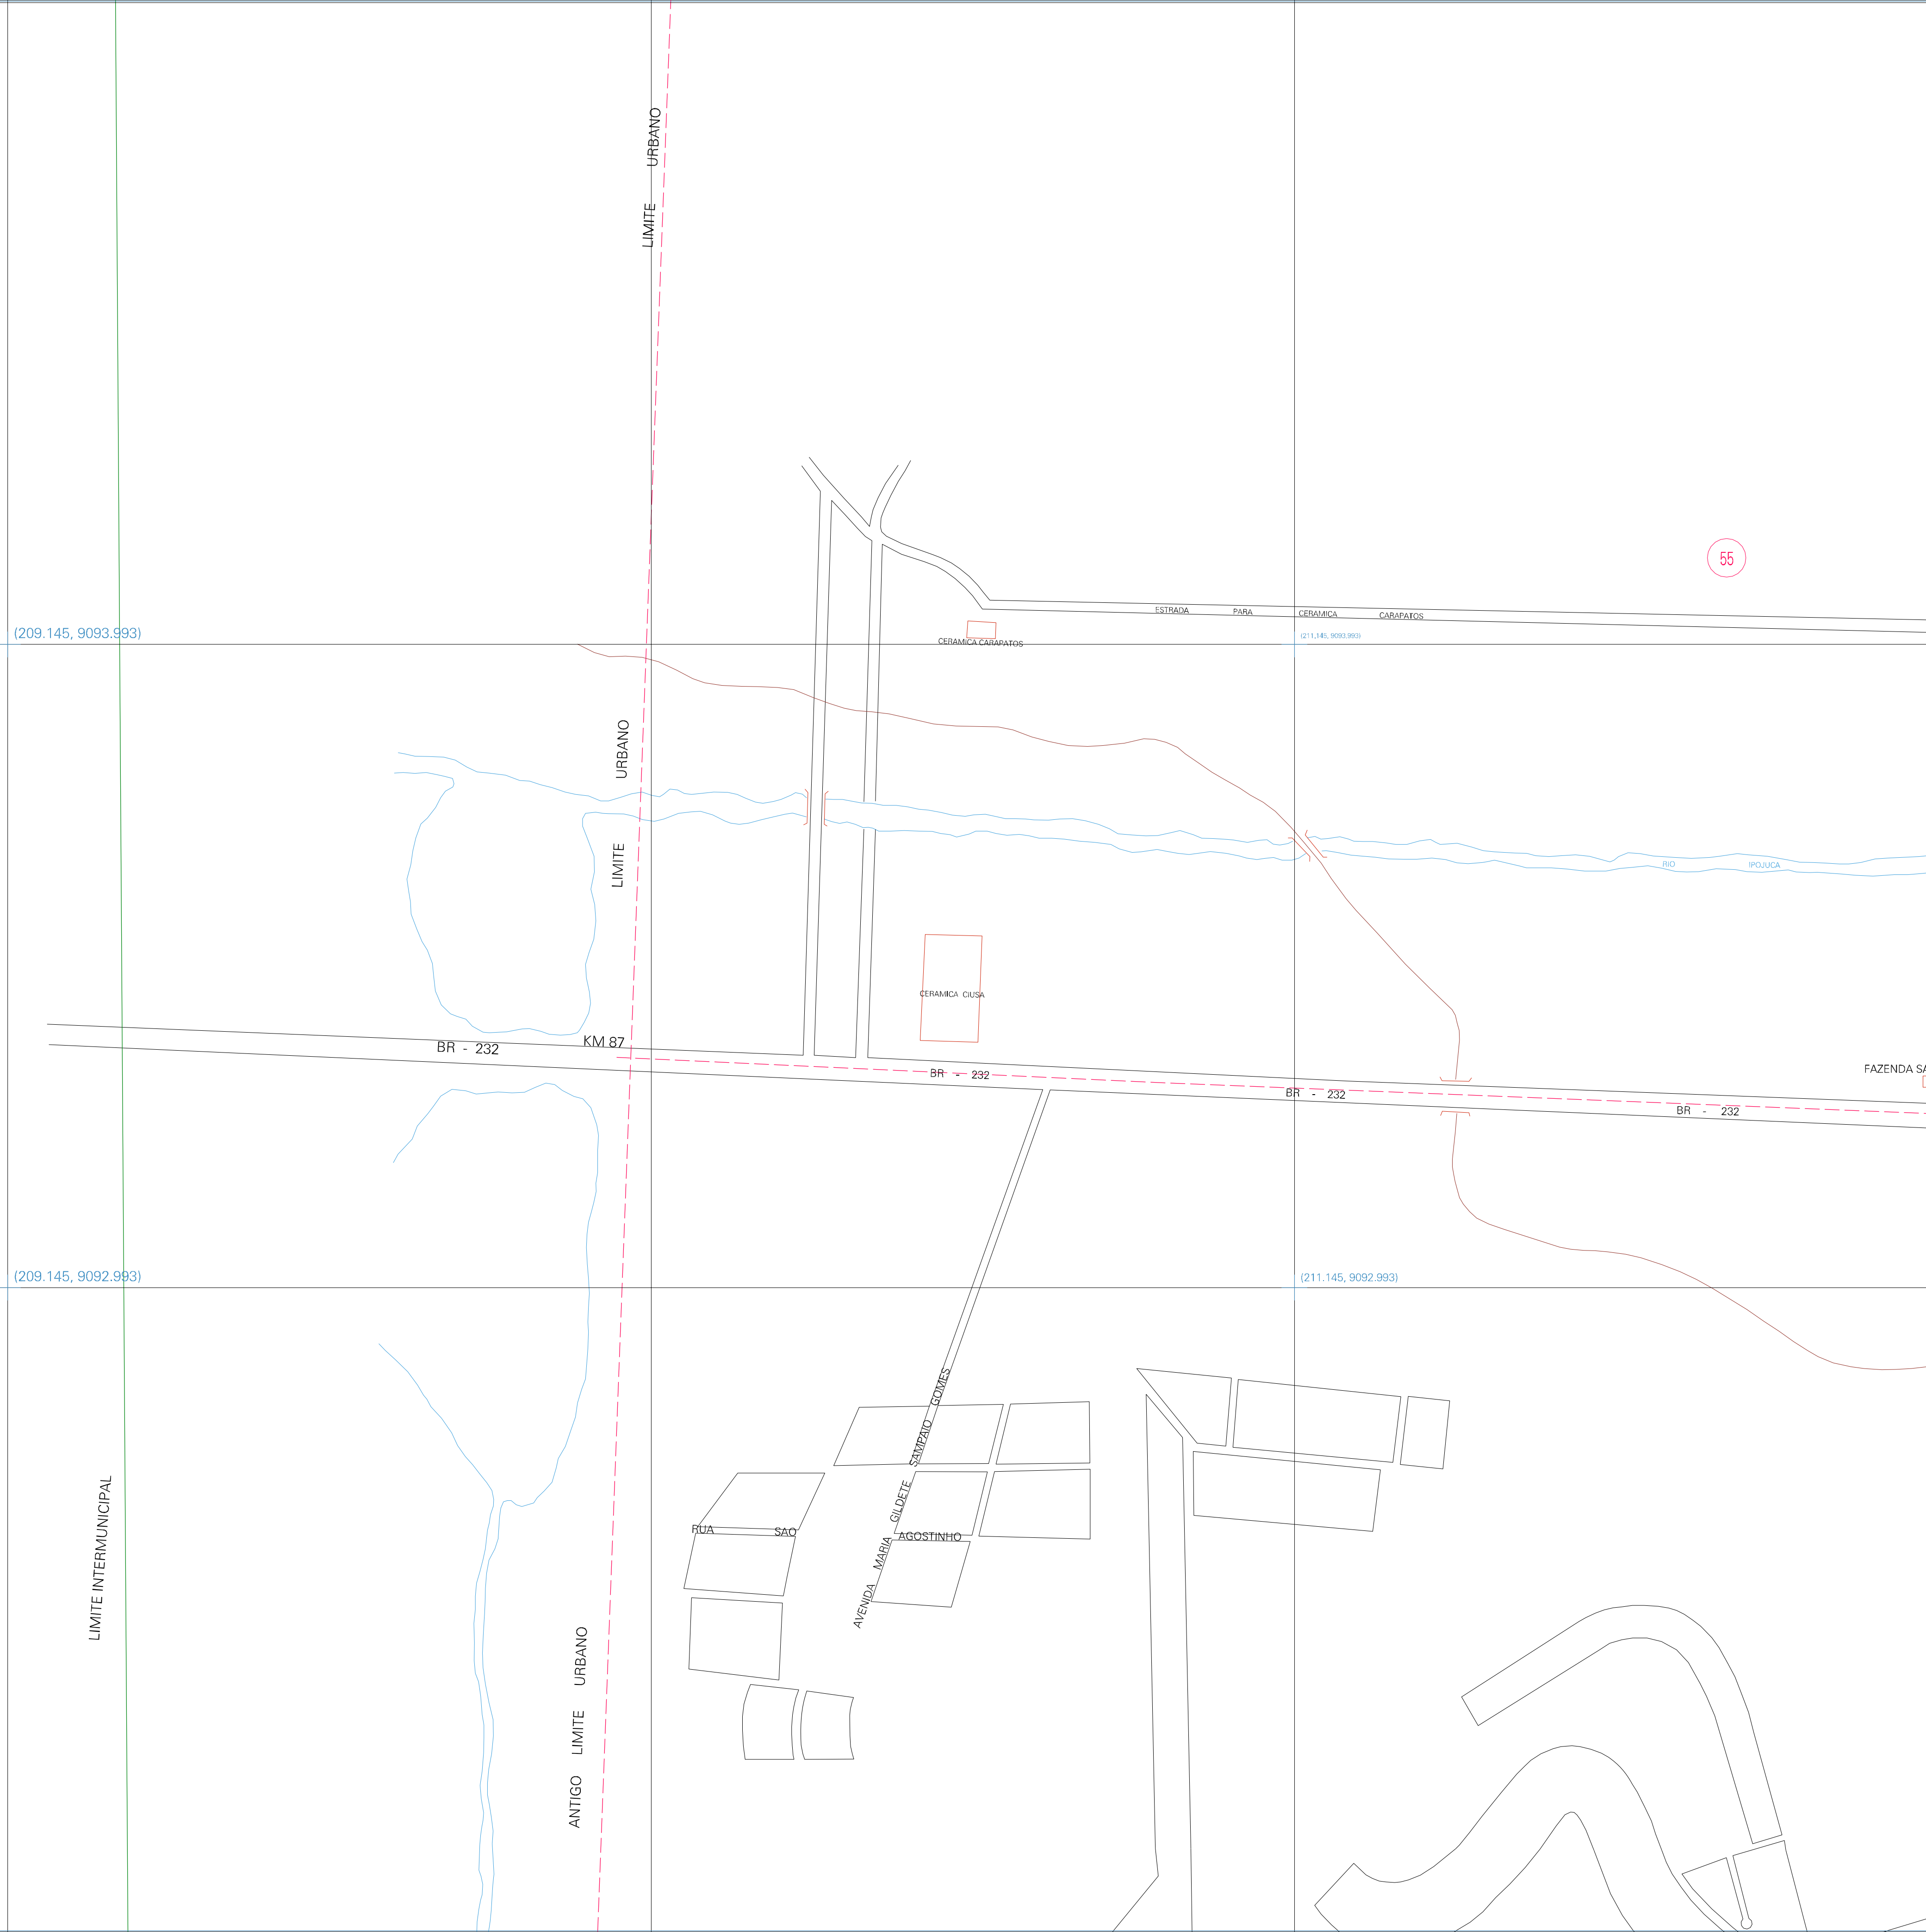 LIMITE URBANO
55
ESTRADA PARA CERAMICA CARAPATOS
(209.145, 9093.993)
(211,145, 9093,993)
CERAMICA CARAPATOS
LIMITE URBANO
RIO IPOJUCA
CERAMICA CIUSA
KM 87
BR - 232
BR - 232
BR - 232
BR - 232
FAZENDA SA
(209.145, 9092.993)
(211.145, 9092.993)
AVENIDA MARIA GILDETE SAMPAIO GOMES
RUA SAO AGOSTINHO
LIMITE INTERMUNICIPAL
ANTIGO LIMITE URBANO